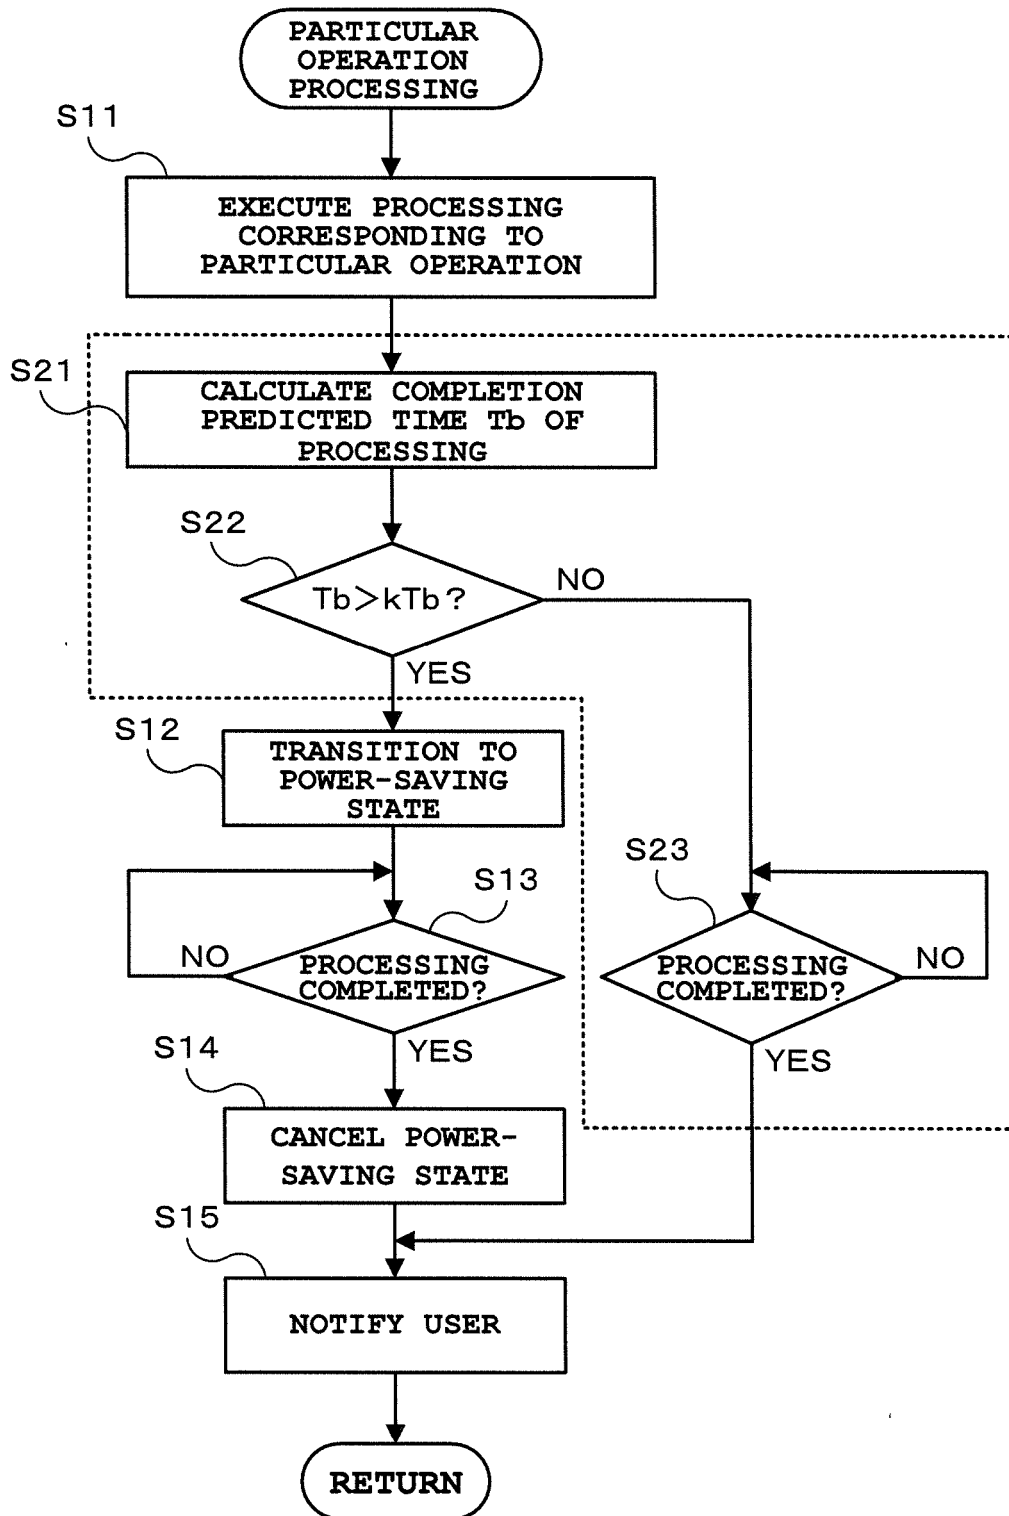 PARTICULAR
OPERATION
PROCESSING
S11
EXECUTE PROCESSING
CORRESPONDING TO
PARTICULAR OPERATION
S21
CALCULATE COMPLETION
PREDICTED TIME Tb OF
PROCESSING
S22
Tb>kTb?
NO
YES
S12
TRANSITION TO
POWER-SAVING
STATE
S13
NO
PROCESSING
COMPLETED?
YES
S23
PROCESSING
COMPLETED?
NO
YES
S14
CANCEL POWER-
SAVING STATE
S15
NOTIFY USER
RETURN